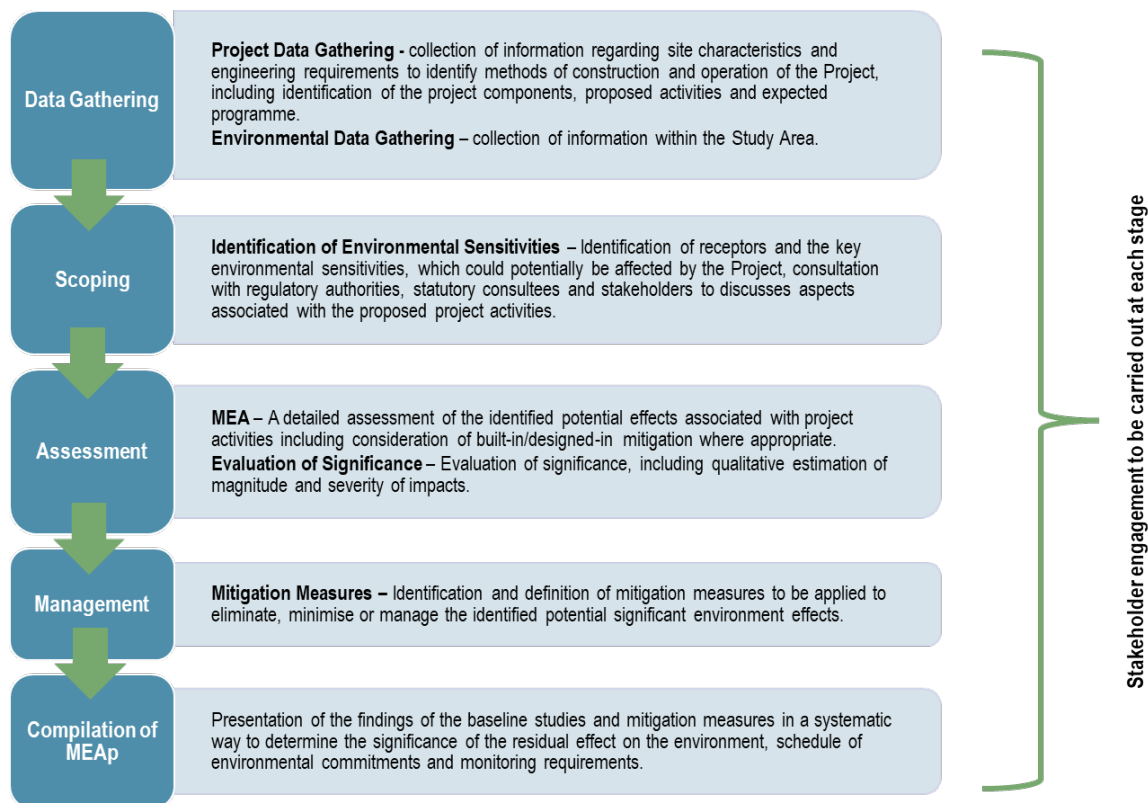 Data Gathering
Project Data Gathering - collection of information regarding site characteristics and
engineering requirements to identify methods of construction and operation of the Project,
including identification of the project components, proposed activities and expected
programme.
Environmental Data Gathering – collection of information within the Study Area.
Scoping
Identification of Environmental Sensitivities – Identification of receptors and the key
environmental sensitivities, which could potentially be affected by the Project, consultation
with regulatory authorities, statutory consultees and stakeholders to discusses aspects
associated with the proposed project activities.
Assessment
MEA – A detailed assessment of the identified potential effects associated with project
activities including consideration of built-in/designed-in mitigation where appropriate.
Evaluation of Significance – Evaluation of significance, including qualitative estimation of
magnitude and severity of impacts.
Management
Mitigation Measures – Identification and definition of mitigation measures to be applied to
eliminate, minimise or manage the identified potential significant environment effects.
Compilation of
MEAp
Presentation of the findings of the baseline studies and mitigation measures in a systematic
way to determine the significance of the residual effect on the environment, schedule of
environmental commitments and monitoring requirements.
Stakeholder engagement to be carried out at each stage